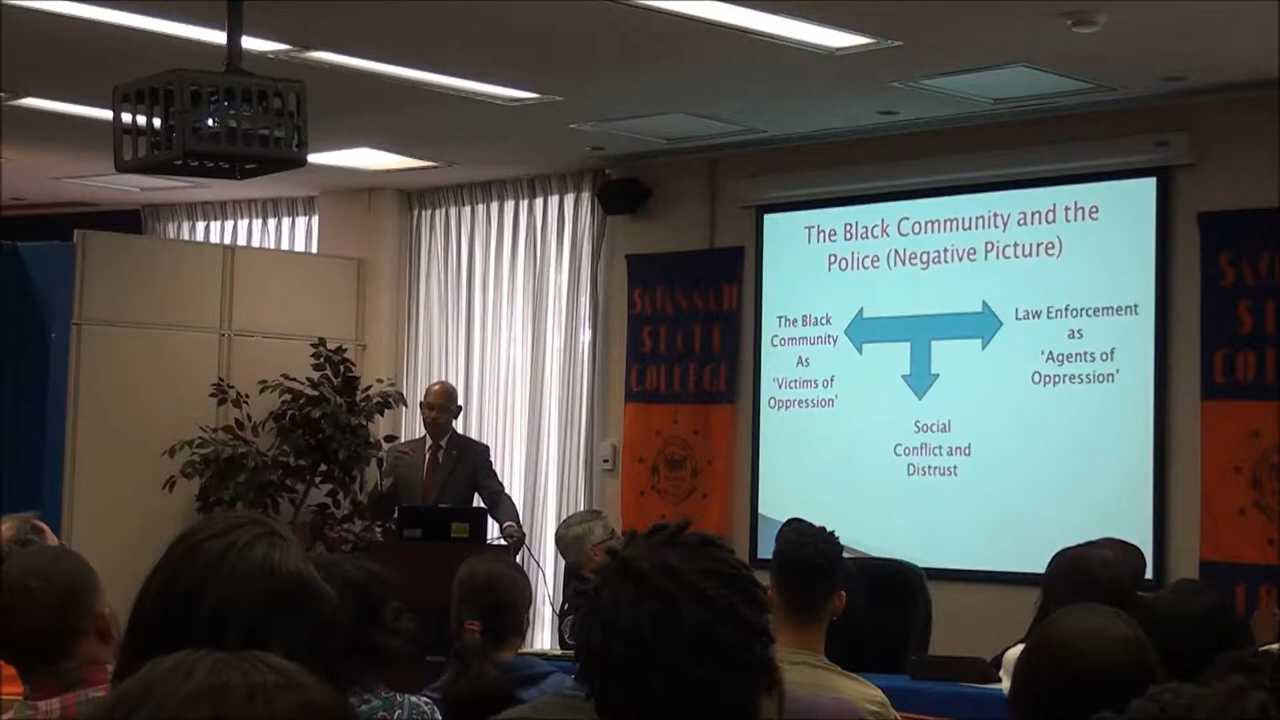 The Black Community and the
Police (Negative Picture)
The Black
Community
As
'Victims of
Oppression'
Law Enforcement
as
'Agents of
Oppression'
Social
Conflict and
Distrust
SAVANNAH
STATE
COLLEGE